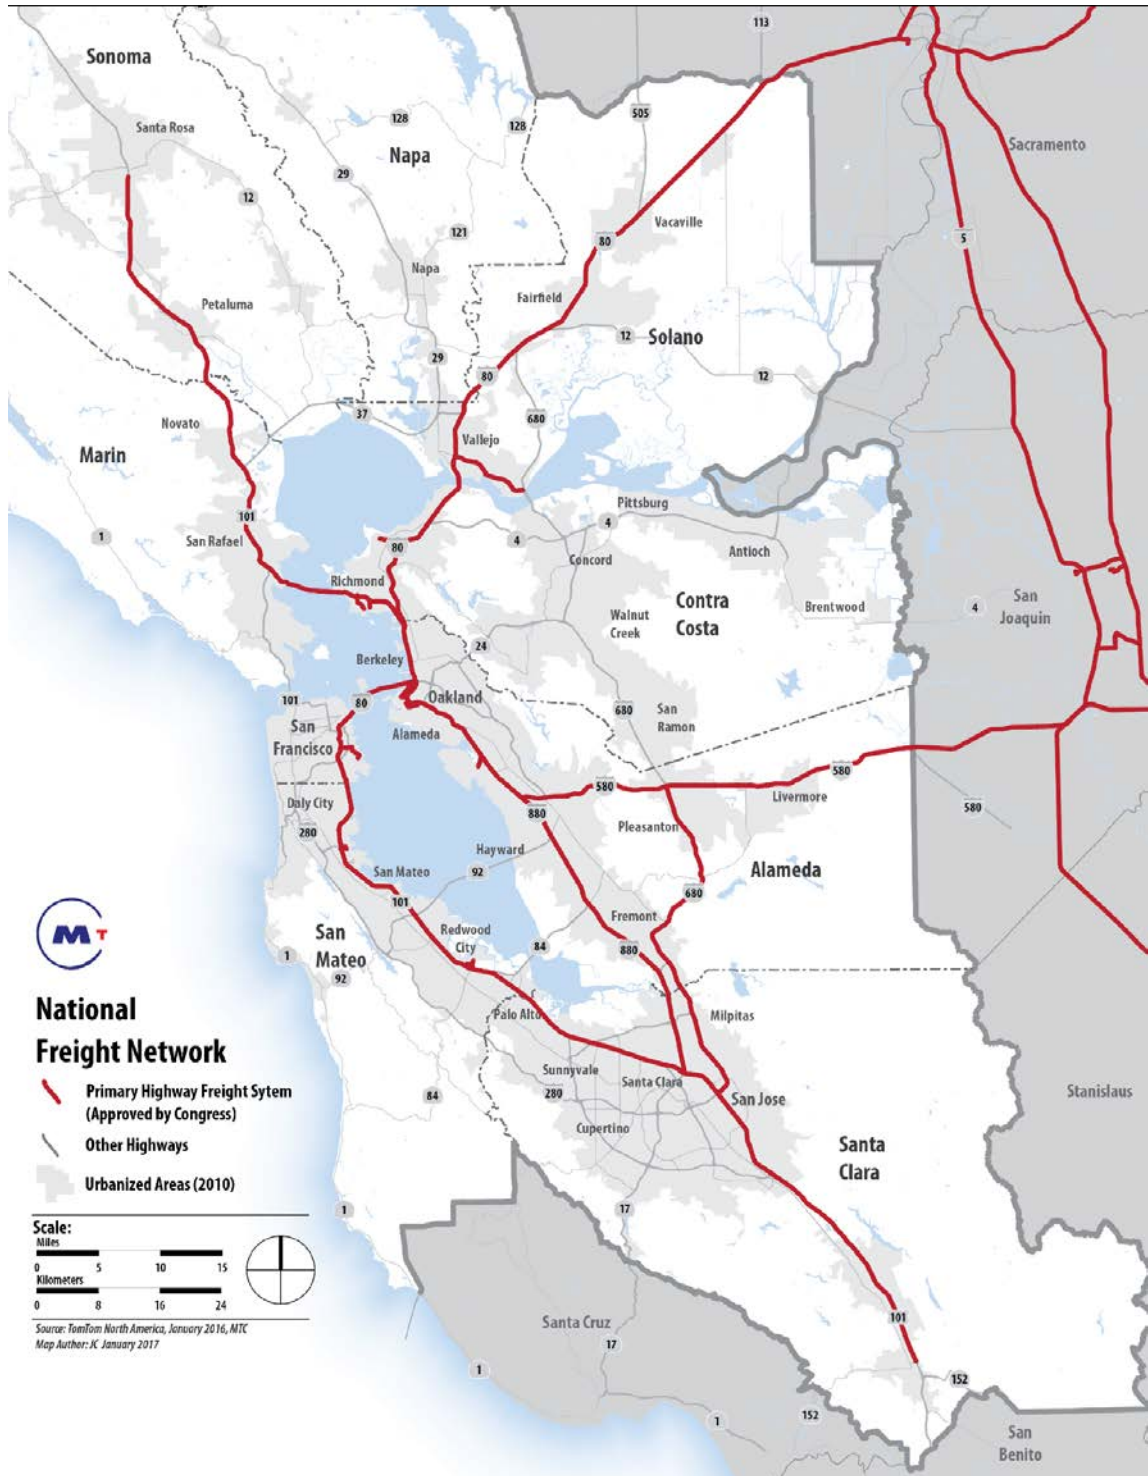 113
Sonoma
505
Santa Rosa
128
128
Sacramento
Napa
29
12
Vacaville
121
80
5
Napa
Petaluma
Fairfield
12
Solano
29
80
12
37
680
Novato
Vallejo
Marin
Pittsburg
101
4
1
San Rafael
80
4
Antioch
Concord
Richmond
Contra
Costa
Brentwood
4
San
Joaquin
Walnut
Creek
24
Berkeley
101
80
Oakland
680
San
Ramon
San
Francisco
Alameda
580
580
Livermore
Daly City
580
880
280
Pleasanton
Hayward
92
San Mateo
Alameda
101
680
Fremont
San
Mateo
Redwood
City
84
880
1
92
M T
National
Freight Network
Palo Alto
Milpitas
Primary Highway Freight Sytem
(Approved by Congress)
Sunnyvale
Santa Clara
280
84
San Jose
Stanislaus
Other Highways
Cupertino
Santa
Clara
Urbanized Areas (2010)
1
17
Scale:
Miles
0 5 10 15
Kilometers
0 8 16 24
Source: TomTom North America, January 2016, MTC
Map Author: JC January 2017
Santa Cruz
101
17
1
152
152
1
San
Benito